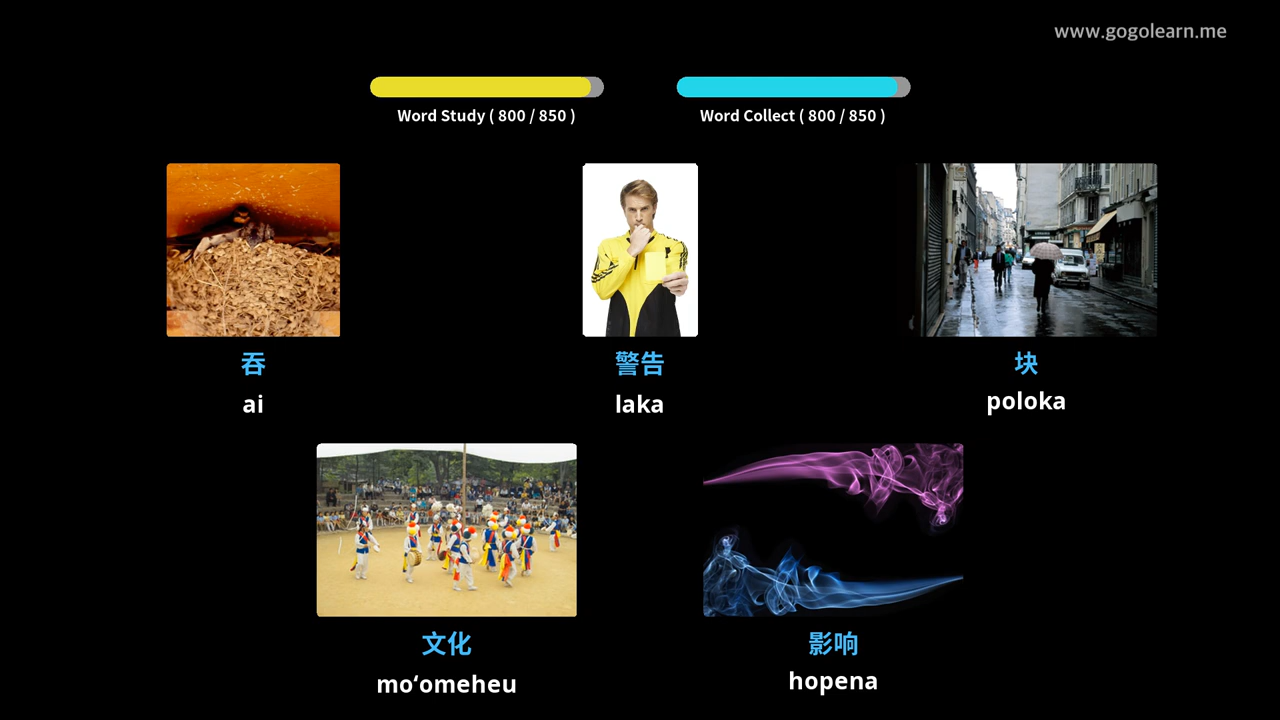 www.gogolearn.me
Word Study ( 800 / 850 )
Word Collect ( 800 / 850 )
吞
ai
警告
laka
块
poloka
文化
moʻomeheu
影响
hopena